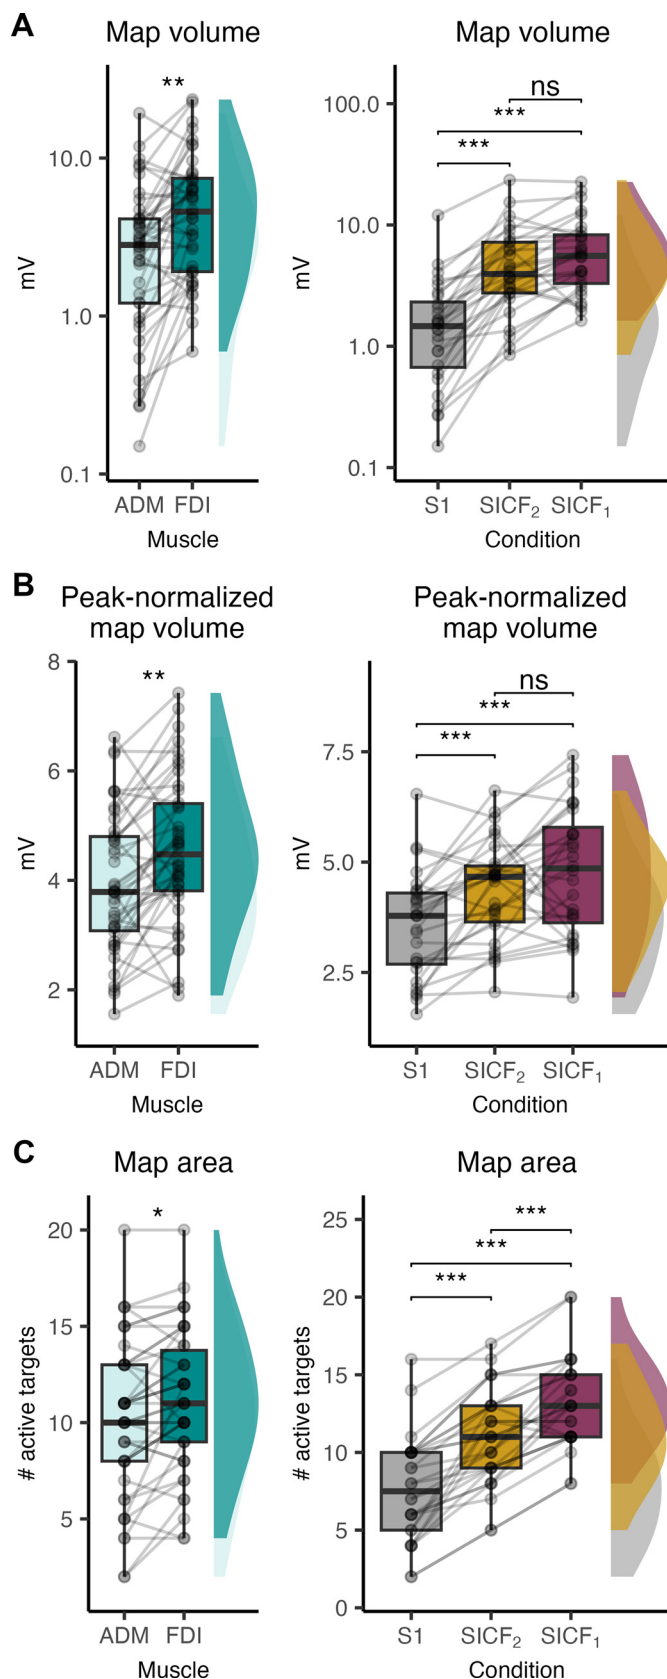 A
Map volume
Map volume
**
ns
***
***
100.0
10.0
10.0
1.0
1.0
0.1
0.1
mV
mV
ADM FDI
S1 SICF₂ SICF₁
Muscle
Condition
B
Peak-normalized
map volume
Peak-normalized
map volume
**
ns
***
***
8
6
4
2
7.5
5.0
2.5
mV
mV
ADM FDI
S1 SICF₂ SICF₁
Muscle
Condition
C
Map area
Map area
*
***
***
***
20
15
10
5
25
20
15
10
5
0
# active targets
# active targets
ADM FDI
S1 SICF₂ SICF₁
Muscle
Condition